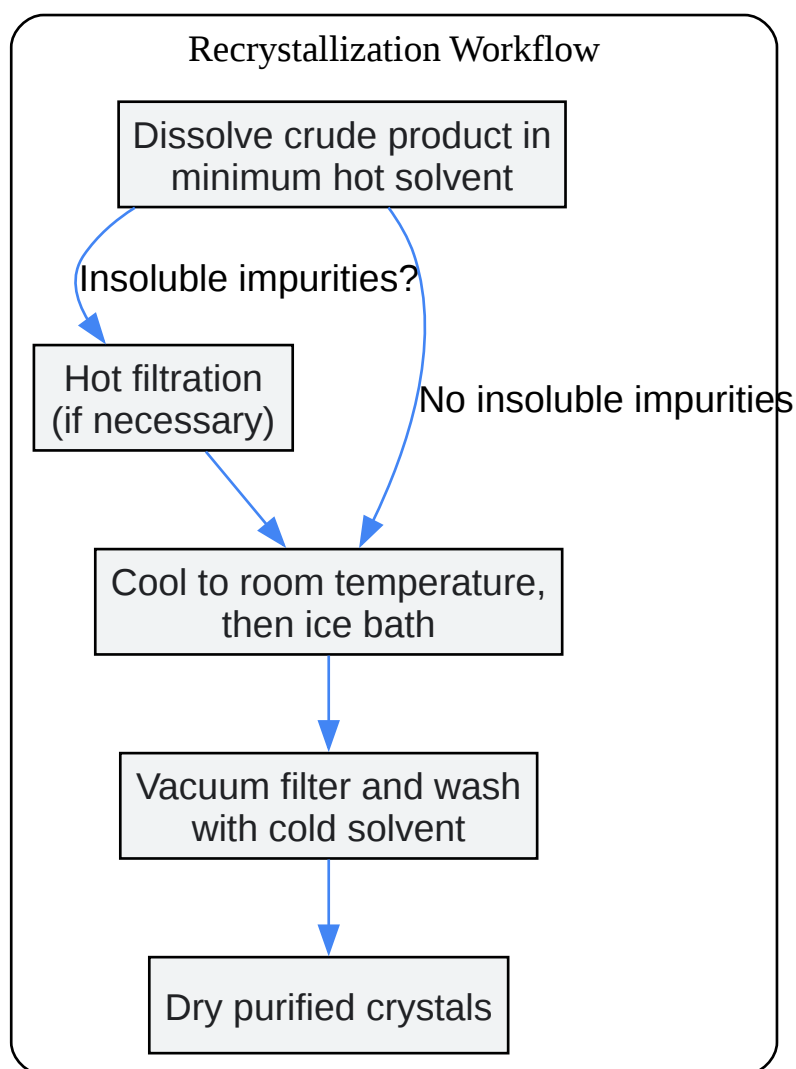 Recrystallization Workflow
Dissolve crude product in
minimum hot solvent
Insoluble impurities?
Hot filtration
(if necessary)
No insoluble impurities
Cool to room temperature,
then ice bath
Vacuum filter and wash
with cold solvent
Dry purified crystals